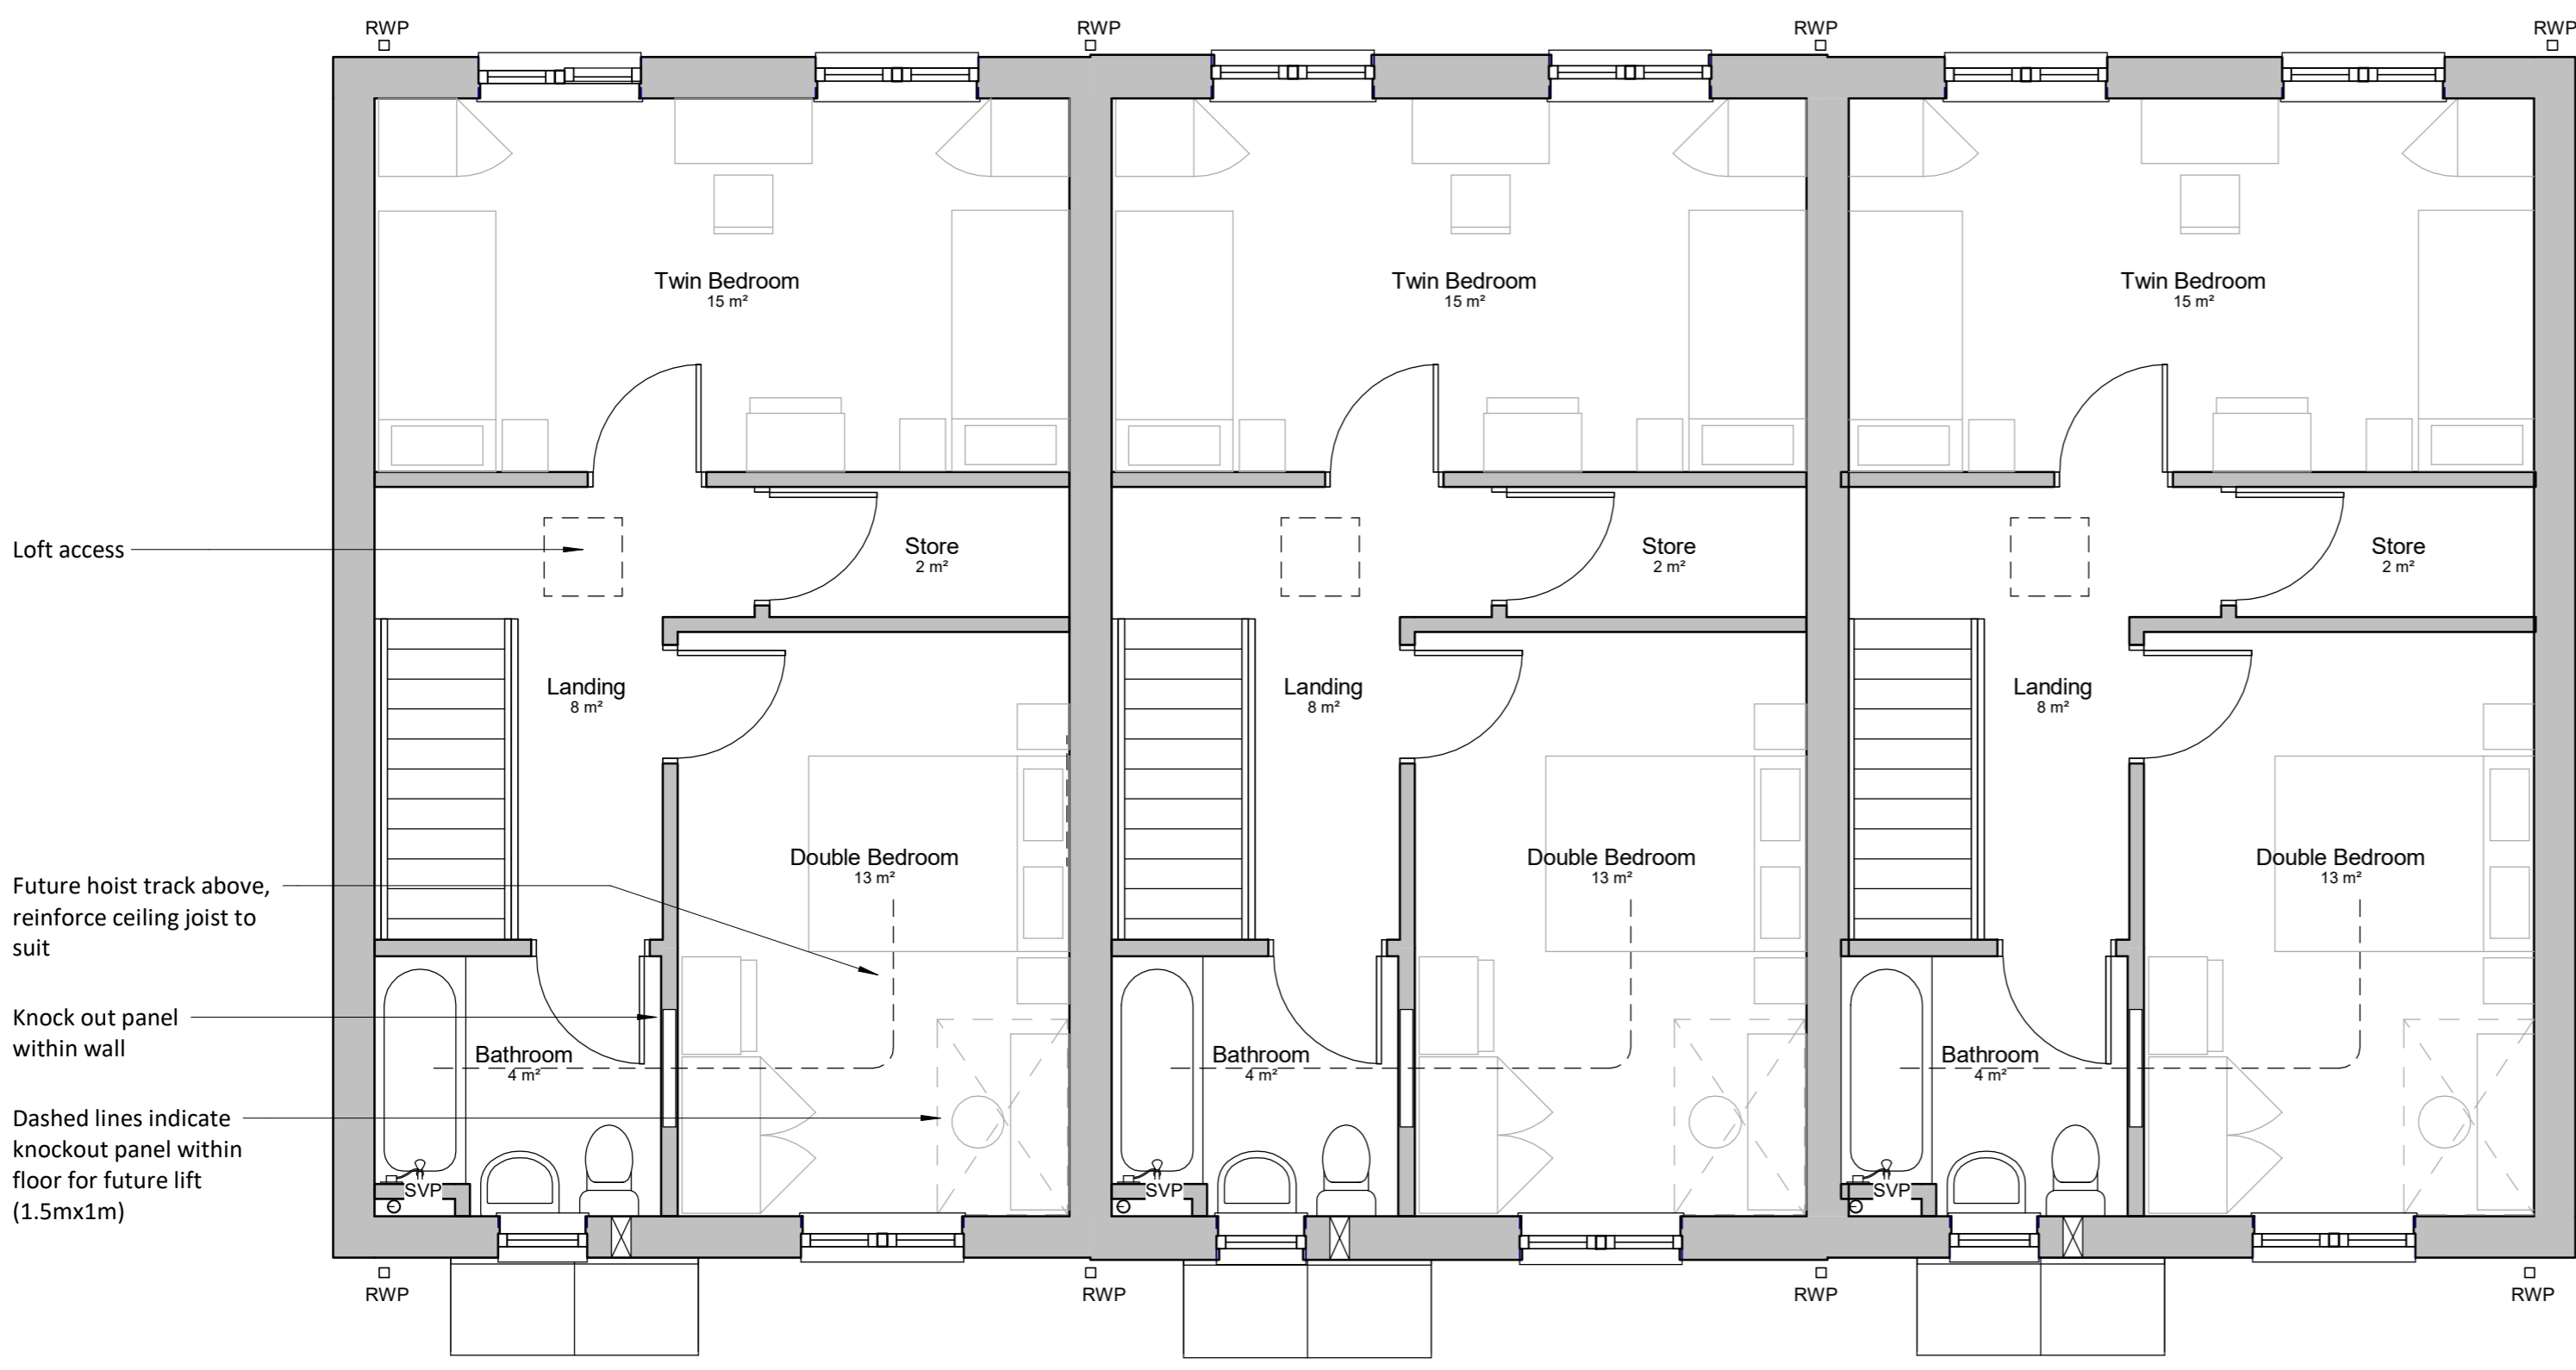 RWP
RWP
RWP
RWP
Twin Bedroom
15 m²
Twin Bedroom
15 m²
Twin Bedroom
15 m²
Loft access
Store
2 m²
Store
2 m²
Store
2 m²
Landing
8 m²
Landing
8 m²
Landing
8 m²
Double Bedroom
13 m²
Double Bedroom
13 m²
Double Bedroom
13 m²
Future hoist track above,
reinforce ceiling joist to
suit
Knock out panel
within wall
Bathroom
4 m²
Bathroom
4 m²
Bathroom
4 m²
Dashed lines indicate
knockout panel within
floor for future lift
(1.5mx1m)
SVP
SVP
SVP
RWP
RWP
RWP
RWP